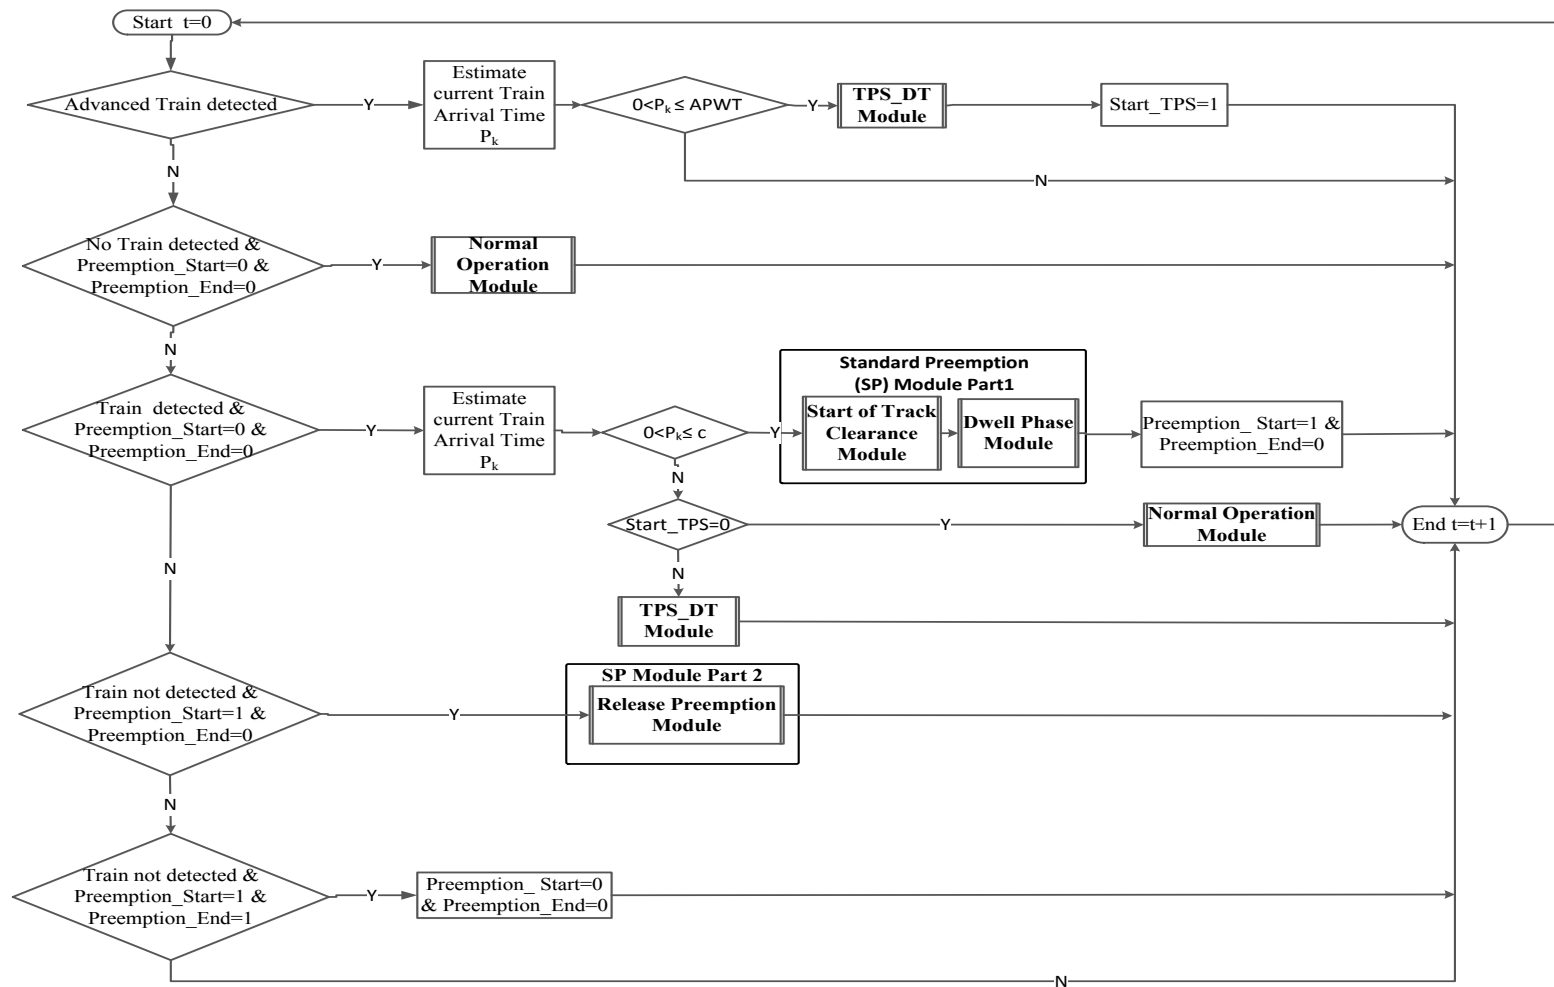 Start  t=0
Advanced Train detected
Y
Estimate
current Train
Arrival Time
Pk
0<Pk ≤ APWT
Y
TPS_DT
Module
Start_TPS=1
N
N
No Train detected &
Preemption_Start=0 &
Preemption_End=0
Y
Normal
Operation
Module
N
Train  detected &
Preemption_Start=0 &
Preemption_End=0
Y
Estimate
current Train
Arrival Time
Pk
0<Pk≤ c
Y
Standard Preemption
(SP) Module Part1
Start of Track
Clearance
Module
Dwell Phase
Module
Preemption_ Start=1 &
Preemption_End=0
N
Start_TPS=0
Y
Normal Operation
Module
End t=t+1
N
N
TPS_DT
Module
Train not detected &
Preemption_Start=1 &
Preemption_End=0
Y
SP Module Part 2
Release Preemption
Module
N
Train not detected &
Preemption_Start=1 &
Preemption_End=1
Y
Preemption_ Start=0
& Preemption_End=0
N